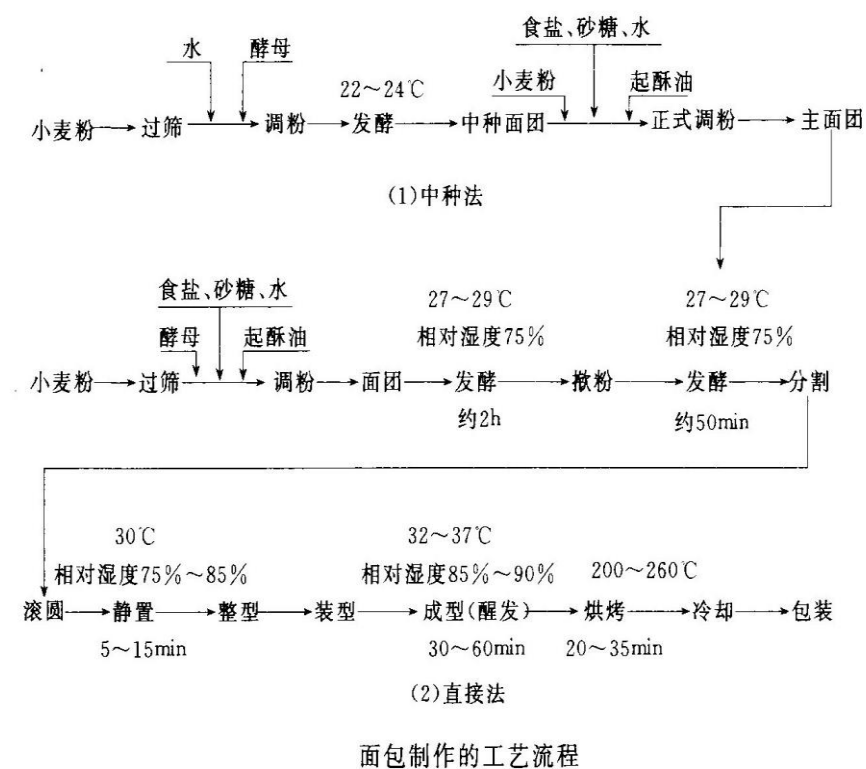 食盐、砂糖、水
水 酵母
小麦粉 起酥油
22～24℃
小麦粉 过筛 调粉 发酵 中种面团 正式调粉 主面团
(1)中种法
食盐、砂糖、水
27～29℃ 27～29℃
酵母 起酥油
相对湿度75% 相对湿度75%
小麦粉 过筛 调粉 面团 发酵 揿粉 发酵 分割
约2h 约50min
30℃ 32～37℃
相对湿度75%～85% 相对湿度85%～90% 200～260℃
滚圆 静置 整型 装型 成型(醒发) 烘烤 冷却 包装
5～15min 30～60min 20～35min
(2)直接法
面包制作的工艺流程